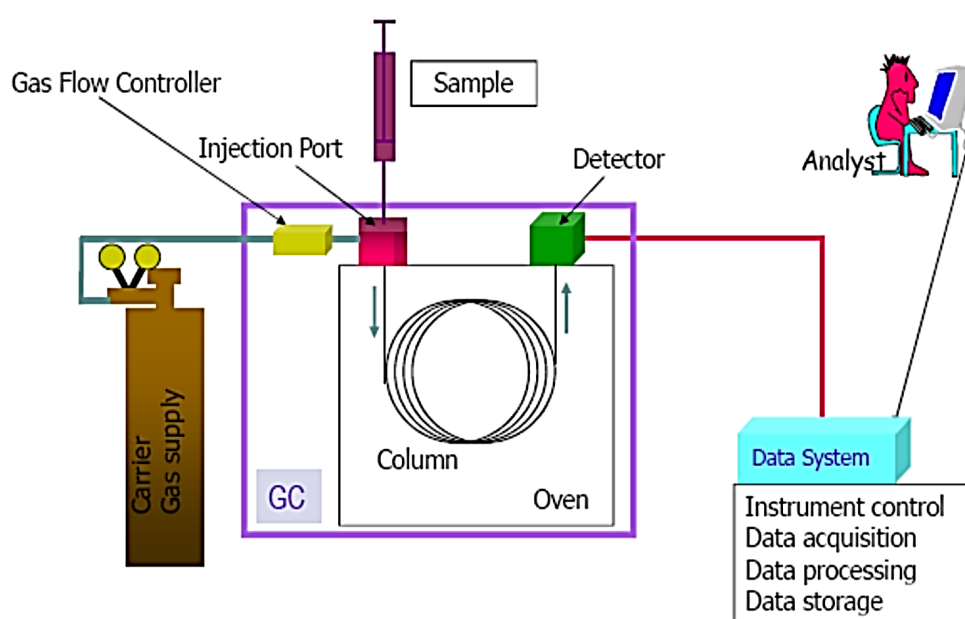 Gas Flow Controller
Sample
Injection Port
Detector
Analyst
Carrier
Gas supply
Column
GC
Oven
Data System
Instrument control
Data acquisition
Data processing
Data storage